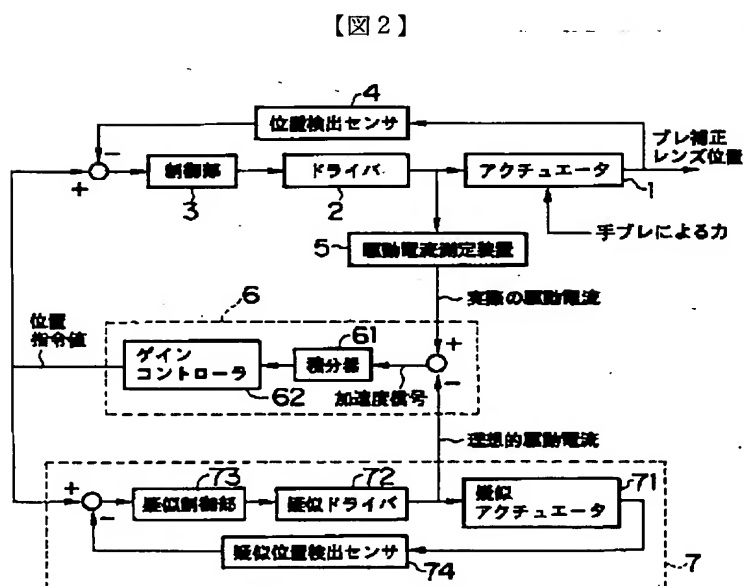 【図2】
4
位置検出センサ
ブレ補正
レンズ位置
−
+
制御部
3
ドライバ
2
アクチュエータ
1
5
駆動電流測定装置
手ブレによる力
実際の駆動電流
6
位置
指令値
ゲイン
コントローラ
62
61
積分器
加速度信号
+
−
理想的駆動電流
73
72
71
+
−
疑似制御部
疑似ドライバ
疑似
アクチュエータ
疑似位置検出センサ
74
7